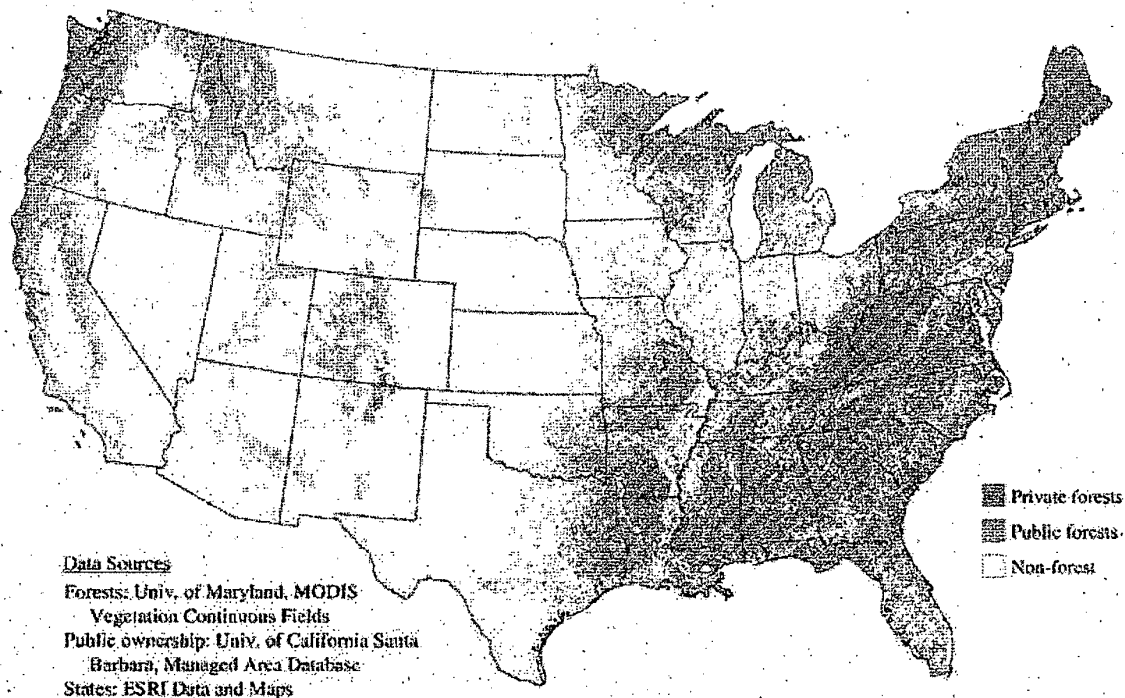 Private forests
Public forests
Non-forest
Data Sources
Forests: Univ. of Maryland, MODIS
Vegetation Continuous Fields
Public ownership: Univ. of California Santa
Barbara, Managed Area Database
States: ESRI Data and Maps